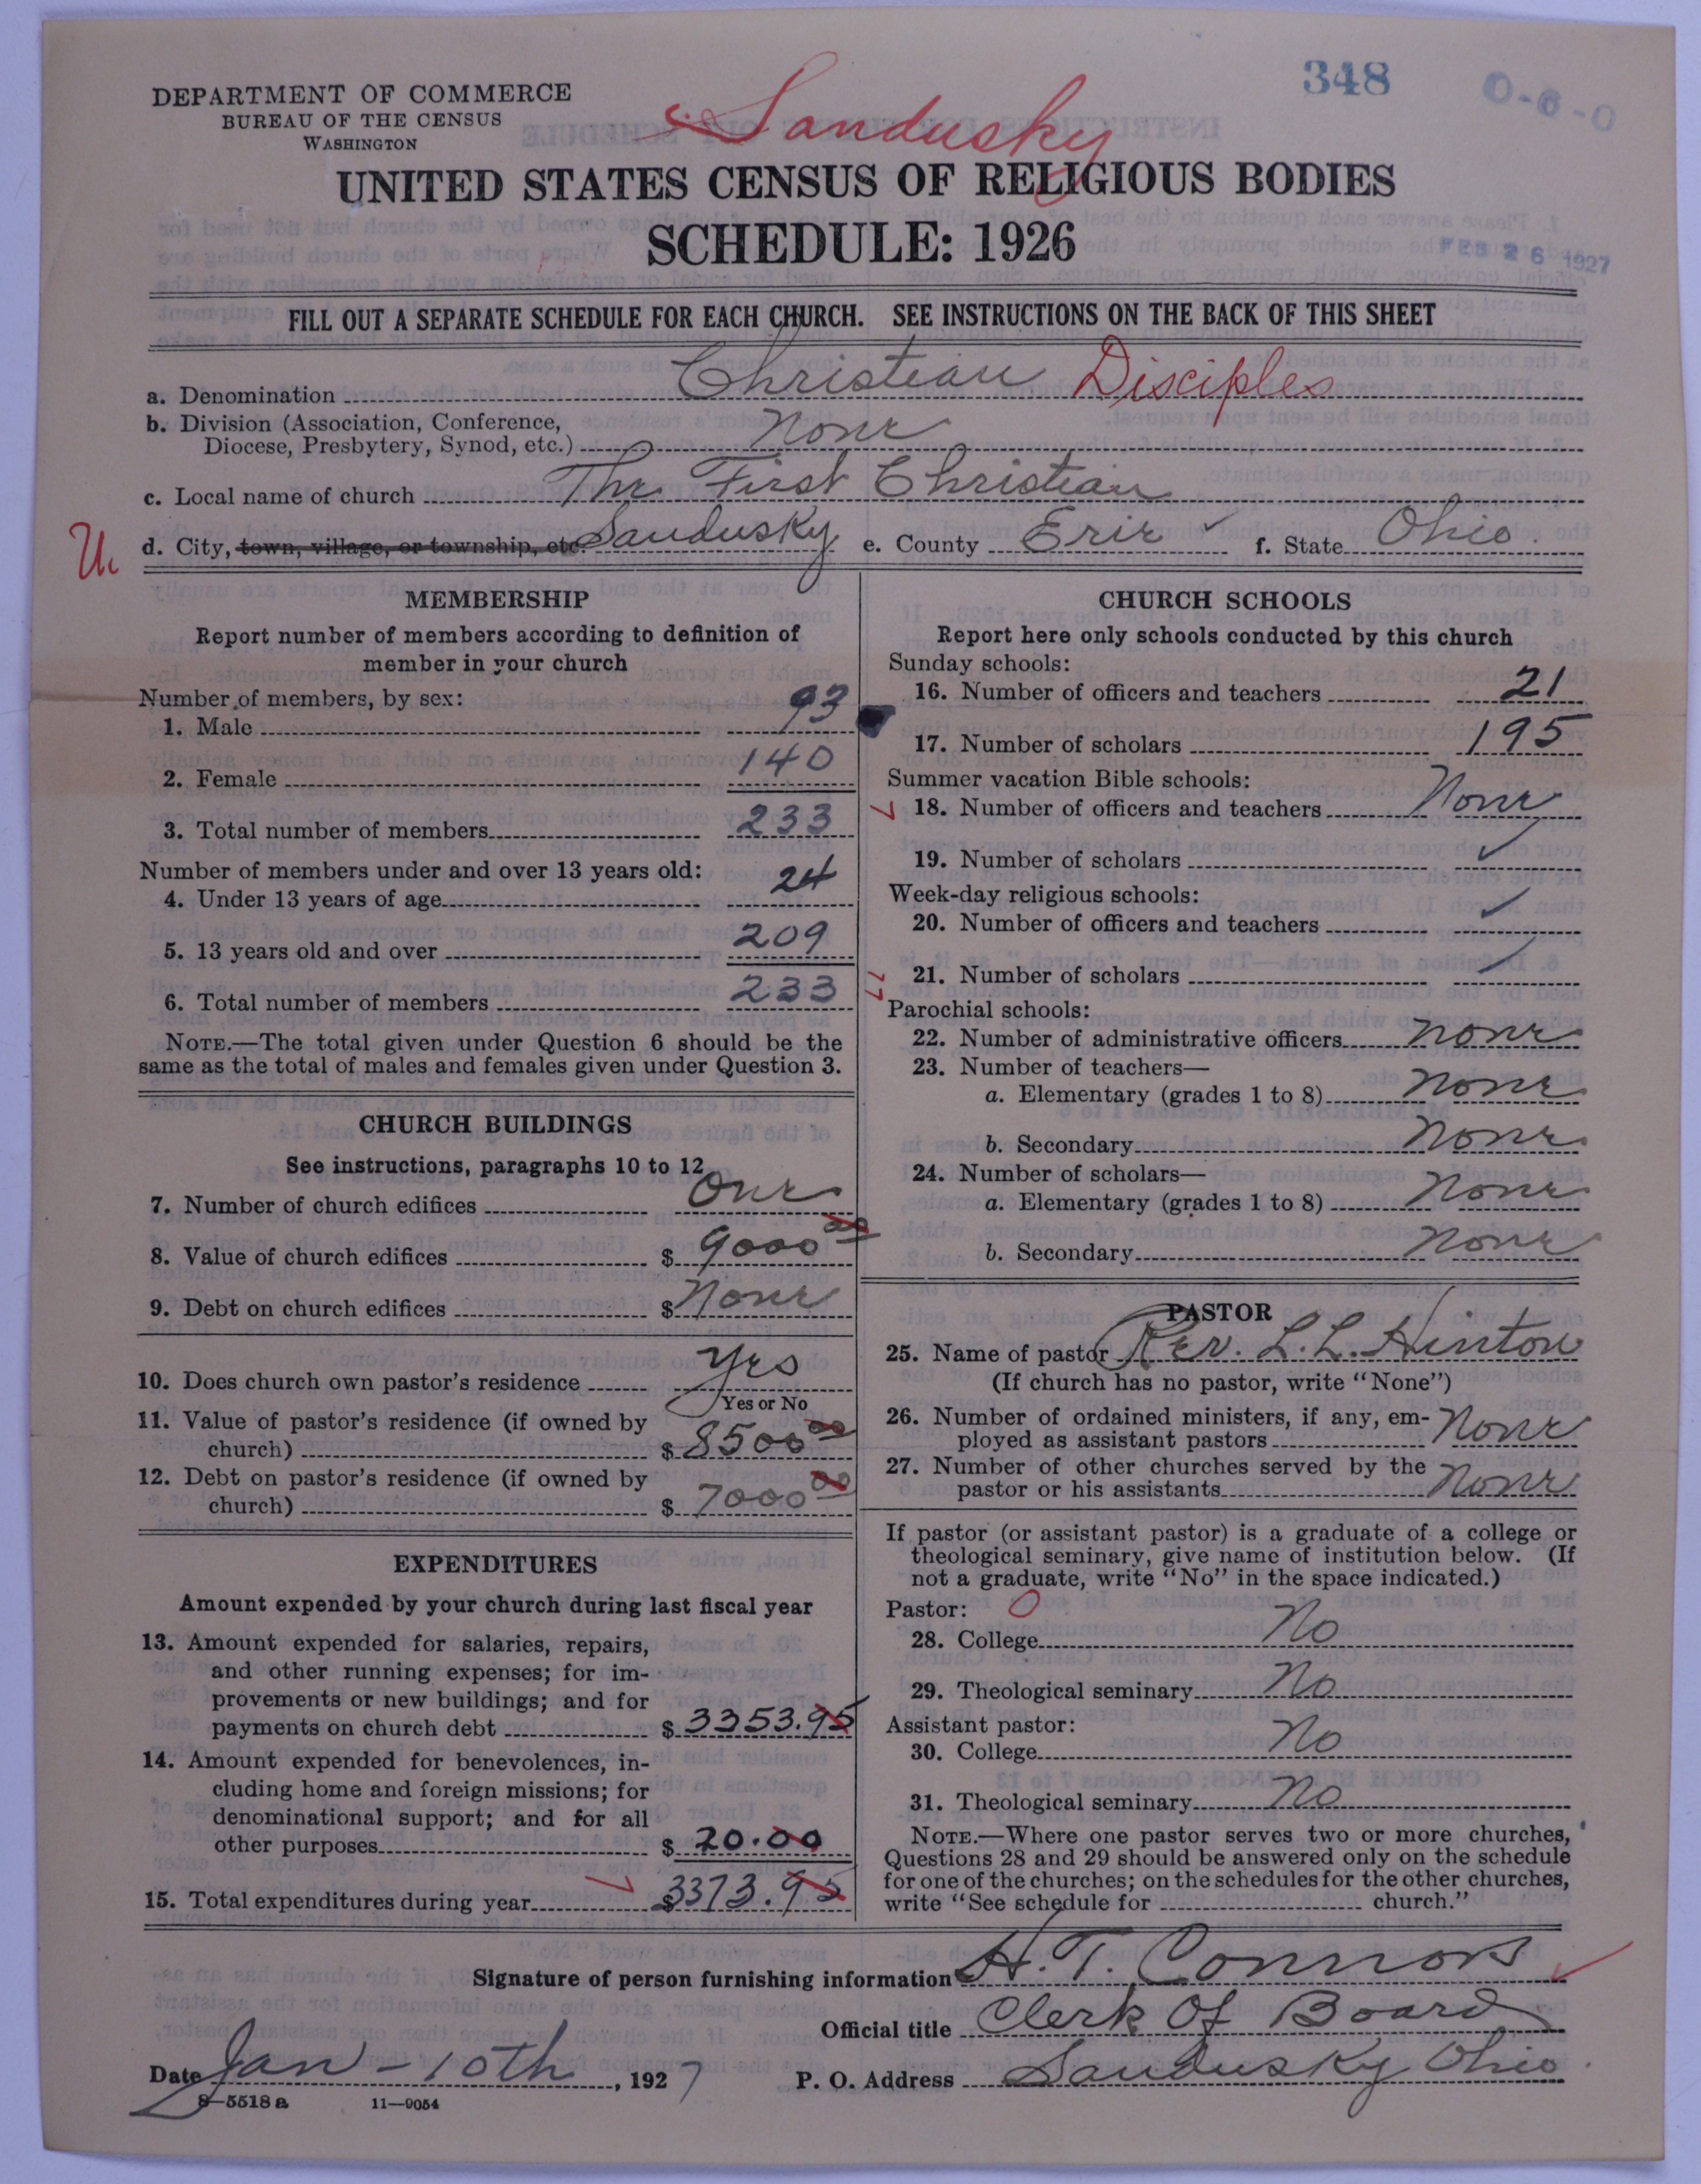 348
0-6-0
DEPARTMENT OF COMMERCE
BUREAU OF THE CENSUS
WASHINGTON
Sandusky
UNITED STATES CENSUS OF RELIGIOUS BODIES
SCHEDULE: 1926
FEB 26 1927
FILL OUT A SEPARATE SCHEDULE FOR EACH CHURCH. SEE INSTRUCTIONS ON THE BACK OF THIS SHEET
a. Denomination Christian Disciples
b. Division (Association, Conference,
Diocese, Presbytery, Synod, etc.) None
c. Local name of church The First Christian
U d. City, town, village, or township, etc. Sandusky e. County Erie ✓ f. State Ohio.
MEMBERSHIP
Report number of members according to definition of
member in your church
Number of members, by sex:
1. Male 93
2. Female 140
3. Total number of members 233
Number of members under and over 13 years old:
4. Under 13 years of age 24
5. 13 years old and over 209
6. Total number of members 233
NOTE.—The total given under Question 6 should be the
same as the total of males and females given under Question 3.
CHURCH BUILDINGS
See instructions, paragraphs 10 to 12
7. Number of church edifices One
8. Value of church edifices $ 9000 00
9. Debt on church edifices $ None
10. Does church own pastor's residence Yes
Yes or No
11. Value of pastor's residence (if owned by
church) $ 8500 00
12. Debt on pastor's residence (if owned by
church) $ 7000 00
EXPENDITURES
Amount expended by your church during last fiscal year
13. Amount expended for salaries, repairs,
and other running expenses; for im-
provements or new buildings; and for
payments on church debt $ 3353.95
14. Amount expended for benevolences, in-
cluding home and foreign missions; for
denominational support; and for all
other purposes $ 20.00
15. Total expenditures during year $ 3373.95
CHURCH SCHOOLS
Report here only schools conducted by this church
Sunday schools:
16. Number of officers and teachers 21
17. Number of scholars 195
Summer vacation Bible schools:
18. Number of officers and teachers None
19. Number of scholars ✓
Week-day religious schools:
20. Number of officers and teachers ✓
21. Number of scholars ✓
Parochial schools:
22. Number of administrative officers None
23. Number of teachers—
a. Elementary (grades 1 to 8) None
b. Secondary None
24. Number of scholars—
a. Elementary (grades 1 to 8) None
b. Secondary None
PASTOR
25. Name of pastor Rev. L. L. Hinton
(If church has no pastor, write "None")
26. Number of ordained ministers, if any, em-
ployed as assistant pastors None
27. Number of other churches served by the
pastor or his assistants None
If pastor (or assistant pastor) is a graduate of a college or
theological seminary, give name of institution below. (If
not a graduate, write "No" in the space indicated.)
Pastor: 0
28. College No
29. Theological seminary No
Assistant pastor:
30. College No
31. Theological seminary No
NOTE.—Where one pastor serves two or more churches,
Questions 28 and 29 should be answered only on the schedule
for one of the churches; on the schedules for the other churches,
write "See schedule for church."
Signature of person furnishing information H. T. Connors
Official title Clerk Of Board
Date Jan - 10th, 1927 P. O. Address Sandusky Ohio.
8—5518 a 11—9054